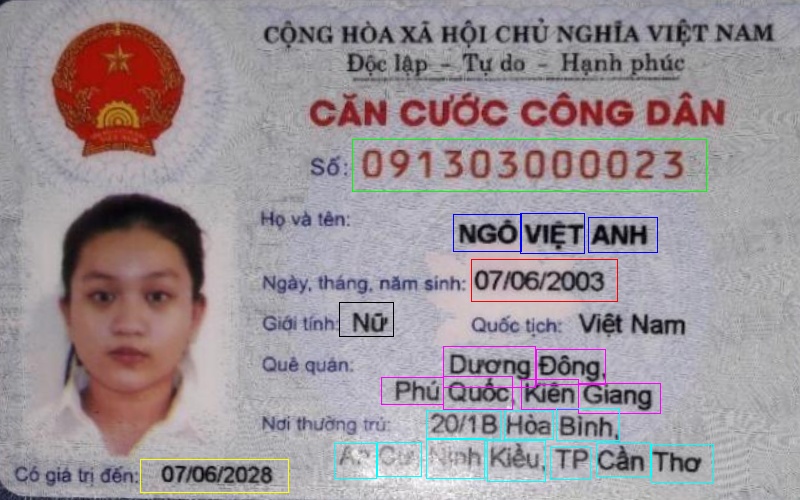 CỘNG HÒA XÃ HỘI CHỦ NGHĨA VIỆT NAM
Độc lập - Tự do - Hạnh phúc
CĂN CƯỚC CÔNG DÂN
Số: 091303000023
Họ và tên: NGÔ VIỆT ANH
Ngày, tháng, năm sinh: 07/06/2003
Giới tính: Nữ Quốc tịch: Việt Nam
Quê quán: Dương Đông,
Phú Quốc, Kiên Giang
Nơi thường trú: 20/1B Hòa Bình,
Cư Ninh Kiều, TP Cần Thơ
Có giá trị đến: 07/06/2028